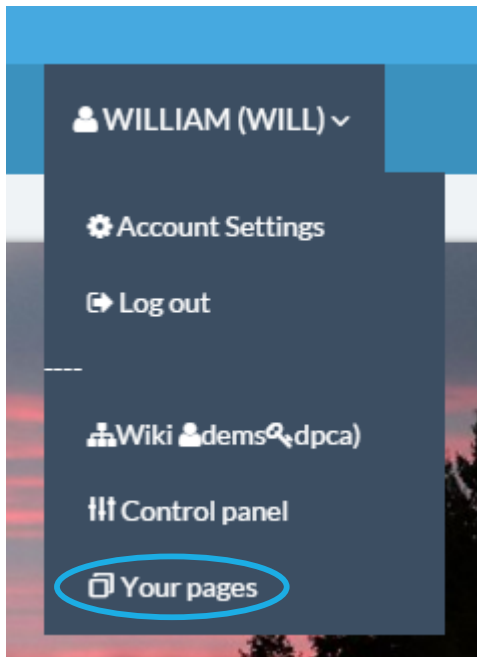 WILLIAM (WILL)
Account Settings
Log out
----
Wiki dems dpca)
Control panel
Your pages